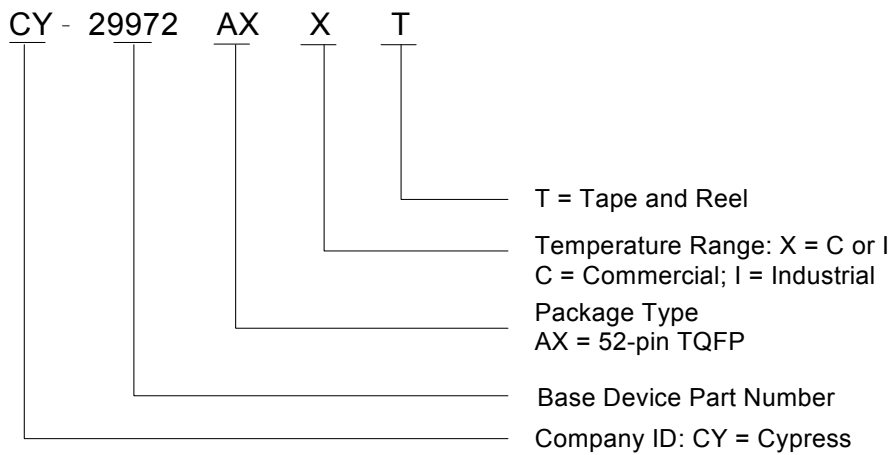 CY - 29972 AX X T
T = Tape and Reel
Temperature Range: X = C or I
C = Commercial; I = Industrial
Package Type
AX = 52-pin TQFP
Base Device Part Number
Company ID: CY = Cypress